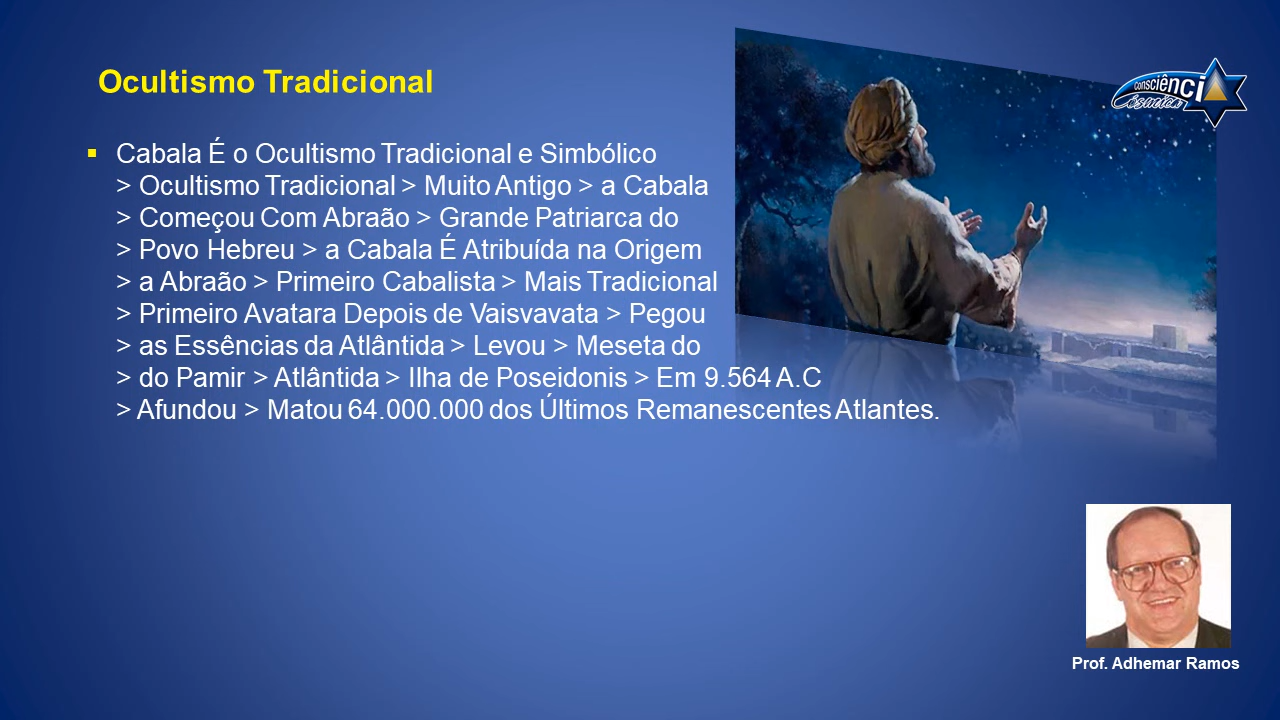 Ocultismo Tradicional
Consciência
Cósmica
▪ Cabala É o Ocultismo Tradicional e Simbólico
> Ocultismo Tradicional > Muito Antigo > a Cabala
> Começou Com Abraão > Grande Patriarca do
> Povo Hebreu > a Cabala É Atribuída na Origem
> a Abraão > Primeiro Cabalista > Mais Tradicional
> Primeiro Avatara Depois de Vaisvavata > Pegou
> as Essências da Atlântida > Levou > Meseta do
> do Pamir > Atlântida > Ilha de Poseidonis > Em 9.564 A.C
> Afundou > Matou 64.000.000 dos Últimos Remanescentes Atlantes.
Prof. Adhemar Ramos